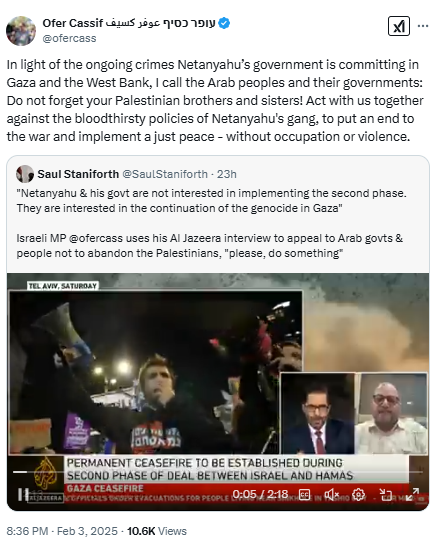 Ofer Cassif עופר כסיף عوفر كسيف
@ofercass
In light of the ongoing crimes Netanyahu's government is committing in
Gaza and the West Bank, I call the Arab peoples and their governments:
Do not forget your Palestinian brothers and sisters! Act with us together
against the bloodthirsty policies of Netanyahu's gang, to put an end to
the war and implement a just peace - without occupation or violence.
Saul Staniforth @SaulStaniforth · 23h
"Netanyahu & his govt are not interested in implementing the second phase.
They are interested in the continuation of the genocide in Gaza"
Israeli MP @ofercass uses his Al Jazeera interview to appeal to Arab govts &
people not to abandon the Palestinians, "please, do something"
TEL AVIV, SATURDAY
PERMANENT CEASEFIRE TO BE ESTABLISHED DURING
SECOND PHASE OF DEAL BETWEEN ISRAEL AND HAMAS
GAZA CEASEFIRE
0:05 / 2:18
ALJAZEERA
EVACUATIONS FOR PEOPLE
8:36 PM · Feb 3, 2025 · 10.6K Views